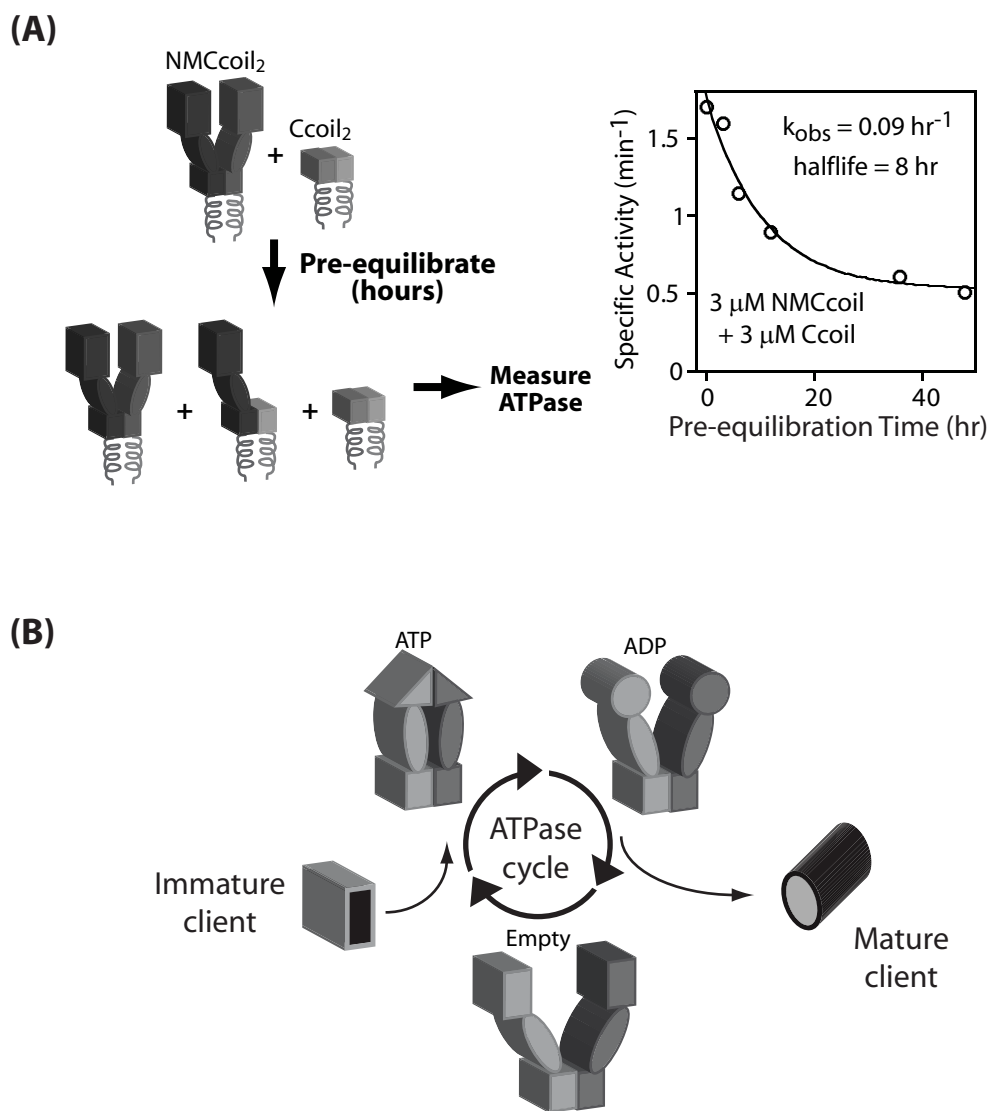 (A)
NMCcoil₂
+
Ccoil₂
Pre-equilibrate
(hours)
+
+
Measure
ATPase
Specific Activity (min⁻¹)
1.5
1
0.5
0
k_obs = 0.09 hr⁻¹
halflife = 8 hr
3 μM NMCcoil
+ 3 μM Ccoil
0 20 40
Pre-equilibration Time (hr)
(B)
ATP
ADP
ATPase
cycle
Immature
client
Empty
Mature
client